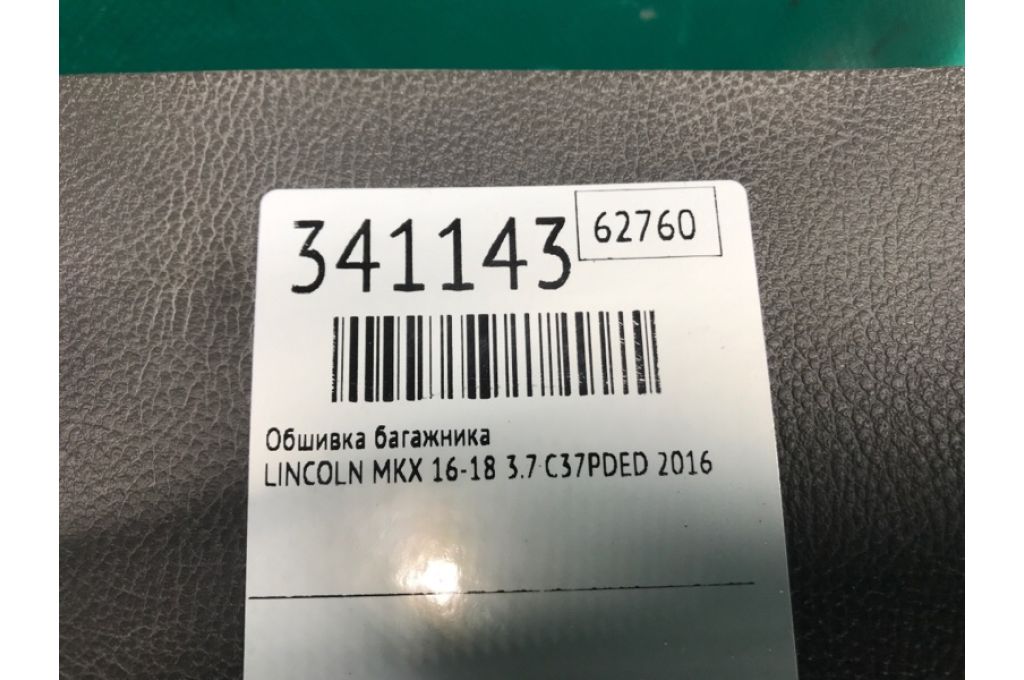 341143
62760
Обшивка багажника
LINCOLN MKX 16-18 3.7 C37PDED 2016